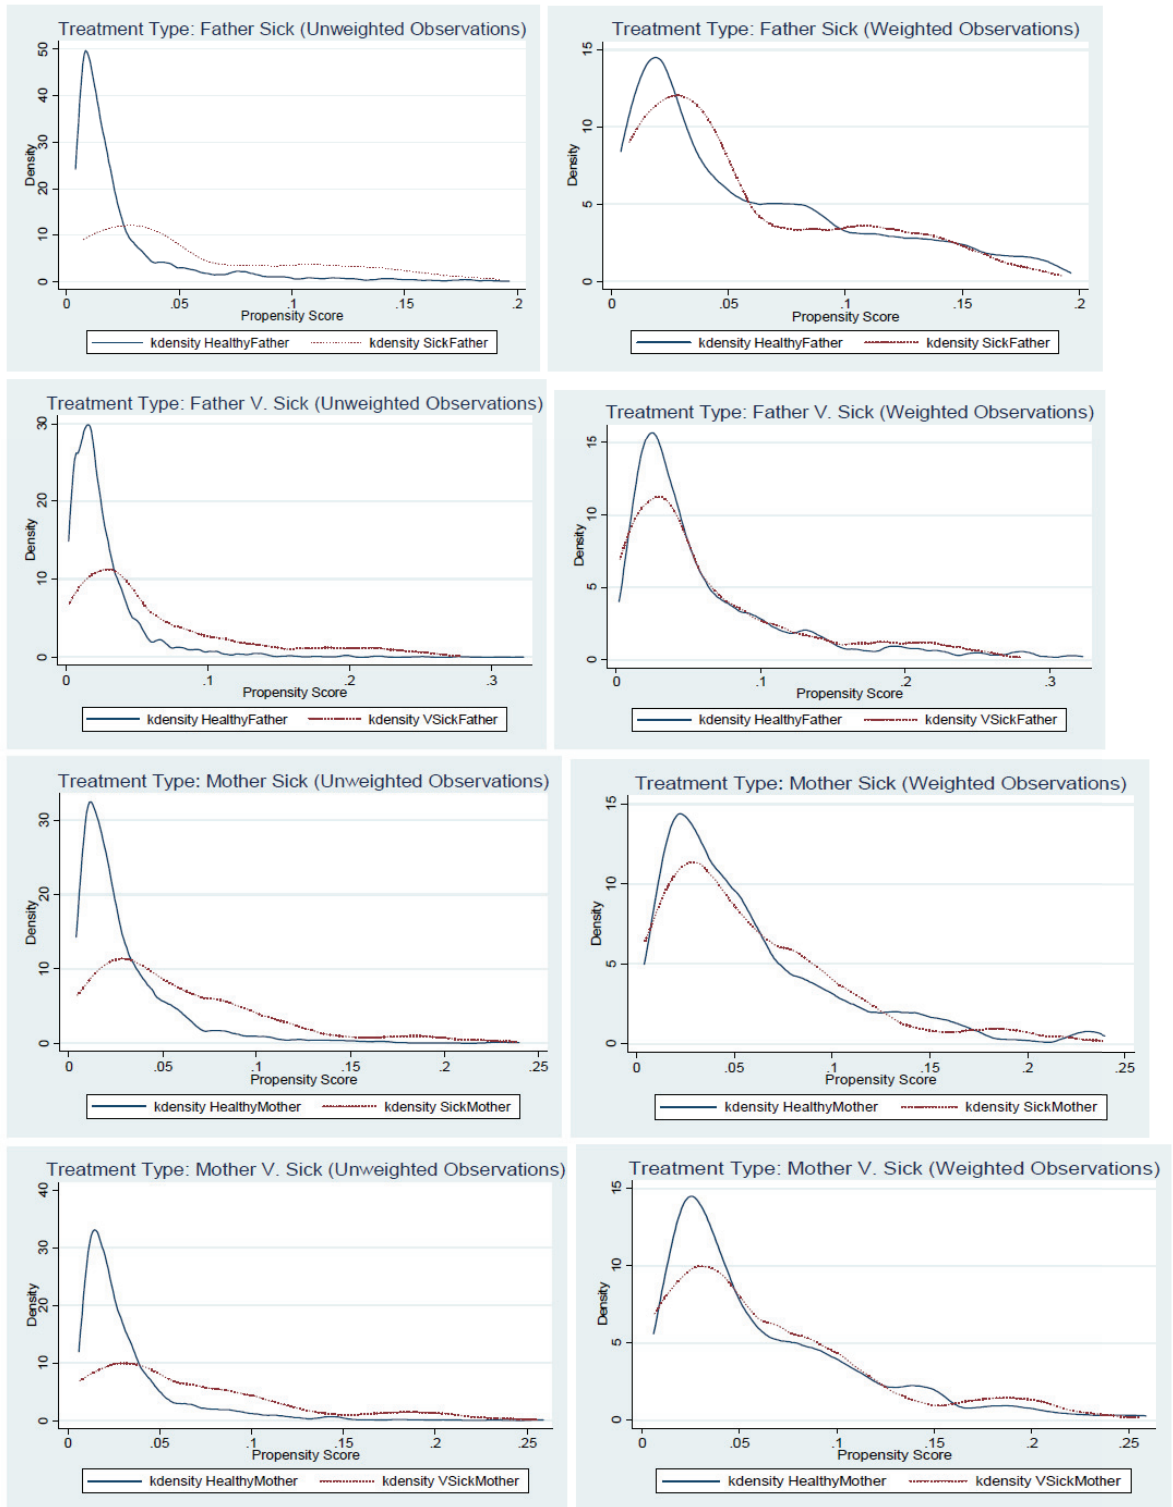 Treatment Type: Father Sick (Unweighted Observations)
50
40
30
20
10
0
Density
0 .05 .1 .15 .2
Propensity Score
kdensity HealthyFather kdensity SickFather
Treatment Type: Father Sick (Weighted Observations)
15
10
5
0
Density
0 .05 .1 .15 .2
Propensity Score
kdensity HealthyFather kdensity SickFather
Treatment Type: Father V. Sick (Unweighted Observations)
30
20
10
0
Density
0 .1 .2 .3
Propensity Score
kdensity HealthyFather kdensity VSickFather
Treatment Type: Father V. Sick (Weighted Observations)
15
10
5
0
Density
0 .1 .2 .3
Propensity Score
kdensity HealthyFather kdensity VSickFather
Treatment Type: Mother Sick (Unweighted Observations)
30
20
10
0
Density
0 .05 .1 .15 .2 .25
Propensity Score
kdensity HealthyMother kdensity SickMother
Treatment Type: Mother Sick (Weighted Observations)
15
10
5
0
Density
0 .05 .1 .15 .2 .25
Propensity Score
kdensity HealthyMother kdensity SickMother
Treatment Type: Mother V. Sick (Unweighted Observations)
40
30
20
10
0
Density
0 .05 .1 .15 .2 .25
Propensity Score
kdensity HealthyMother kdensity VSickMother
Treatment Type: Mother V. Sick (Weighted Observations)
15
10
5
0
Density
0 .05 .1 .15 .2 .25
Propensity Score
kdensity HealthyMother kdensity VSickMother